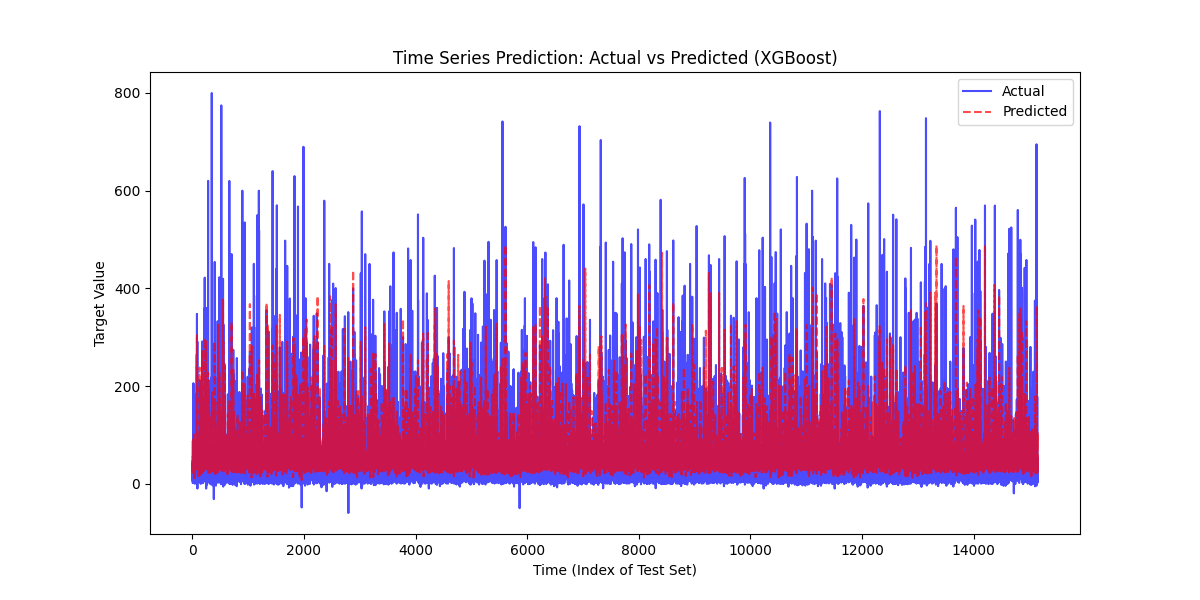 Time Series Prediction: Actual vs Predicted (XGBoost)
Actual
Predicted
800
600
400
200
0
Target Value
0 2000 4000 6000 8000 10000 12000 14000
Time (Index of Test Set)